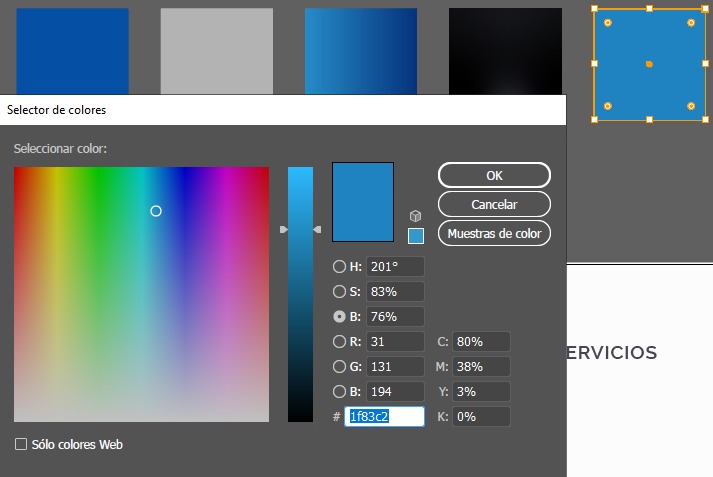 Selector de colores
Seleccionar color:
OK
Cancelar
Muestras de color
H: 201°
S: 83%
B: 76%
R: 31 C: 80%
G: 131 M: 38%
B: 194 Y: 3%
# 1f83c2 K: 0%
Sólo colores Web
ERVICIOS